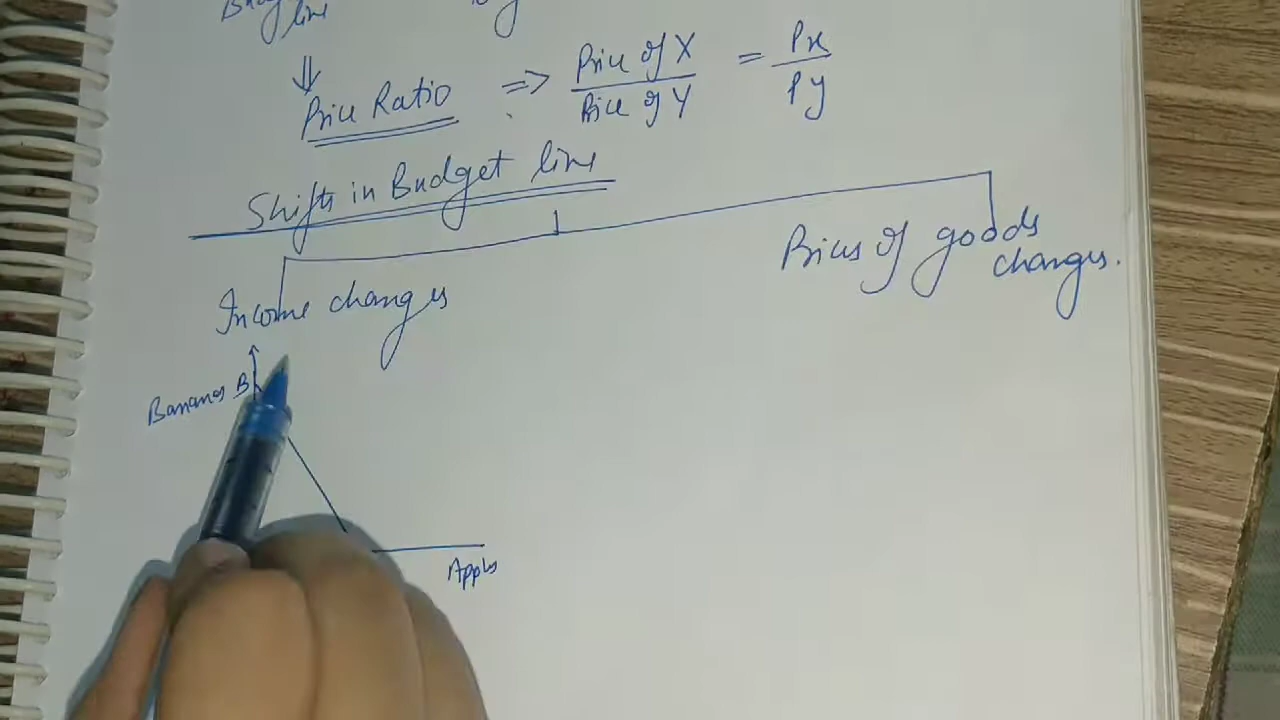 line
Price Ratio => Price of X / Price of Y = Px / Py
Shifts in Budget line
Income changes
Prices of goods
changes.
Bananas B
Apples